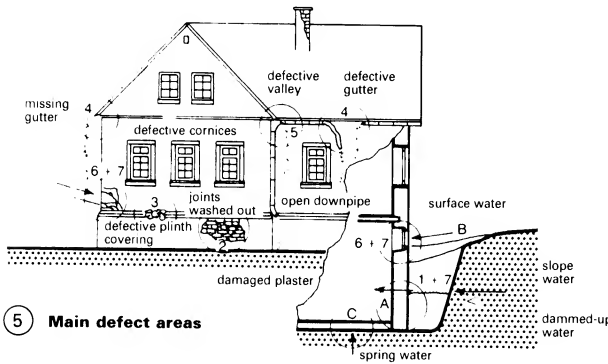 defective
valley
defective
gutter
missing
gutter
4
4
5
defective cornices
6 + 7
3
joints
washed out
open downpipe
defective plinth
covering
2
surface water
B
6 + 7
1 + 7
slope
water
damaged plaster
A
C
dammed-up
water
spring water
5 Main defect areas